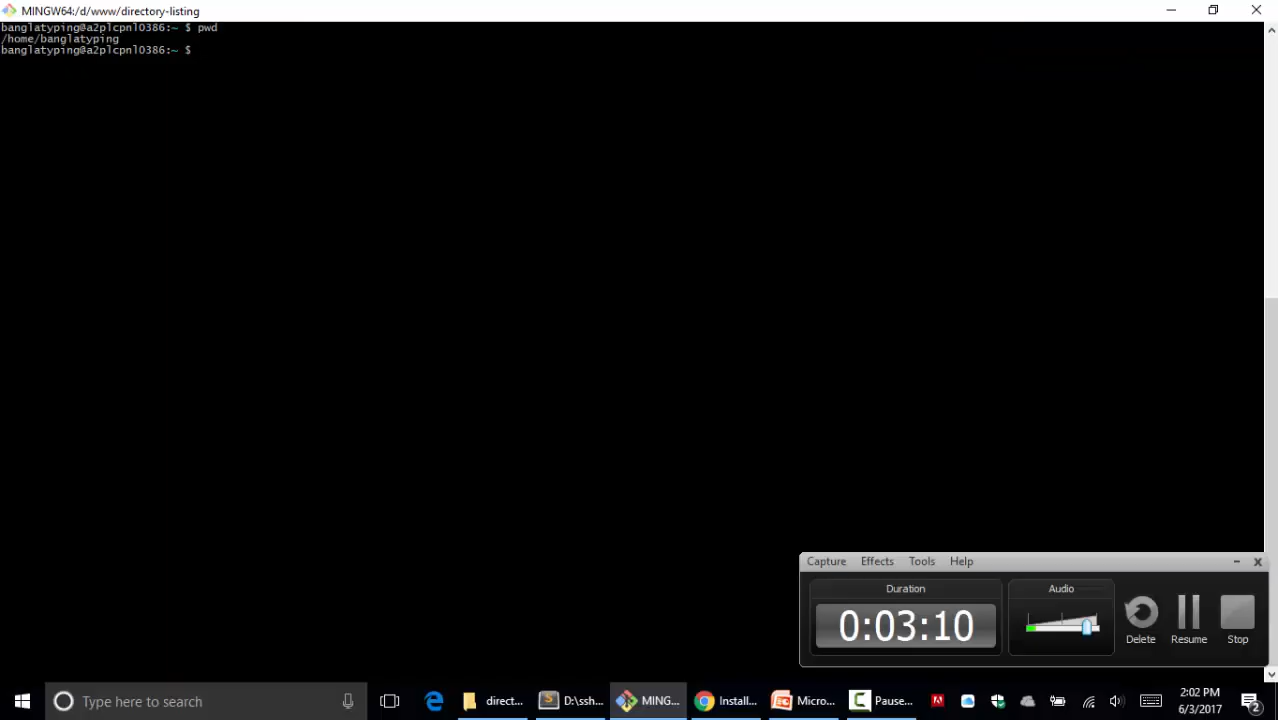 MINGW64:/d/www/directory-listing
banglatyping@a2plcpnl0386:~ $ pwd
/home/banglatyping
banglatyping@a2plcpnl0386:~ $
Capture Effects Tools Help
Duration
Audio
0:03:10
Delete
Resume
Stop
Type here to search
direct...
D:\ssh...
MING...
Install...
Micro...
Pause...
2:02 PM
6/3/2017
2